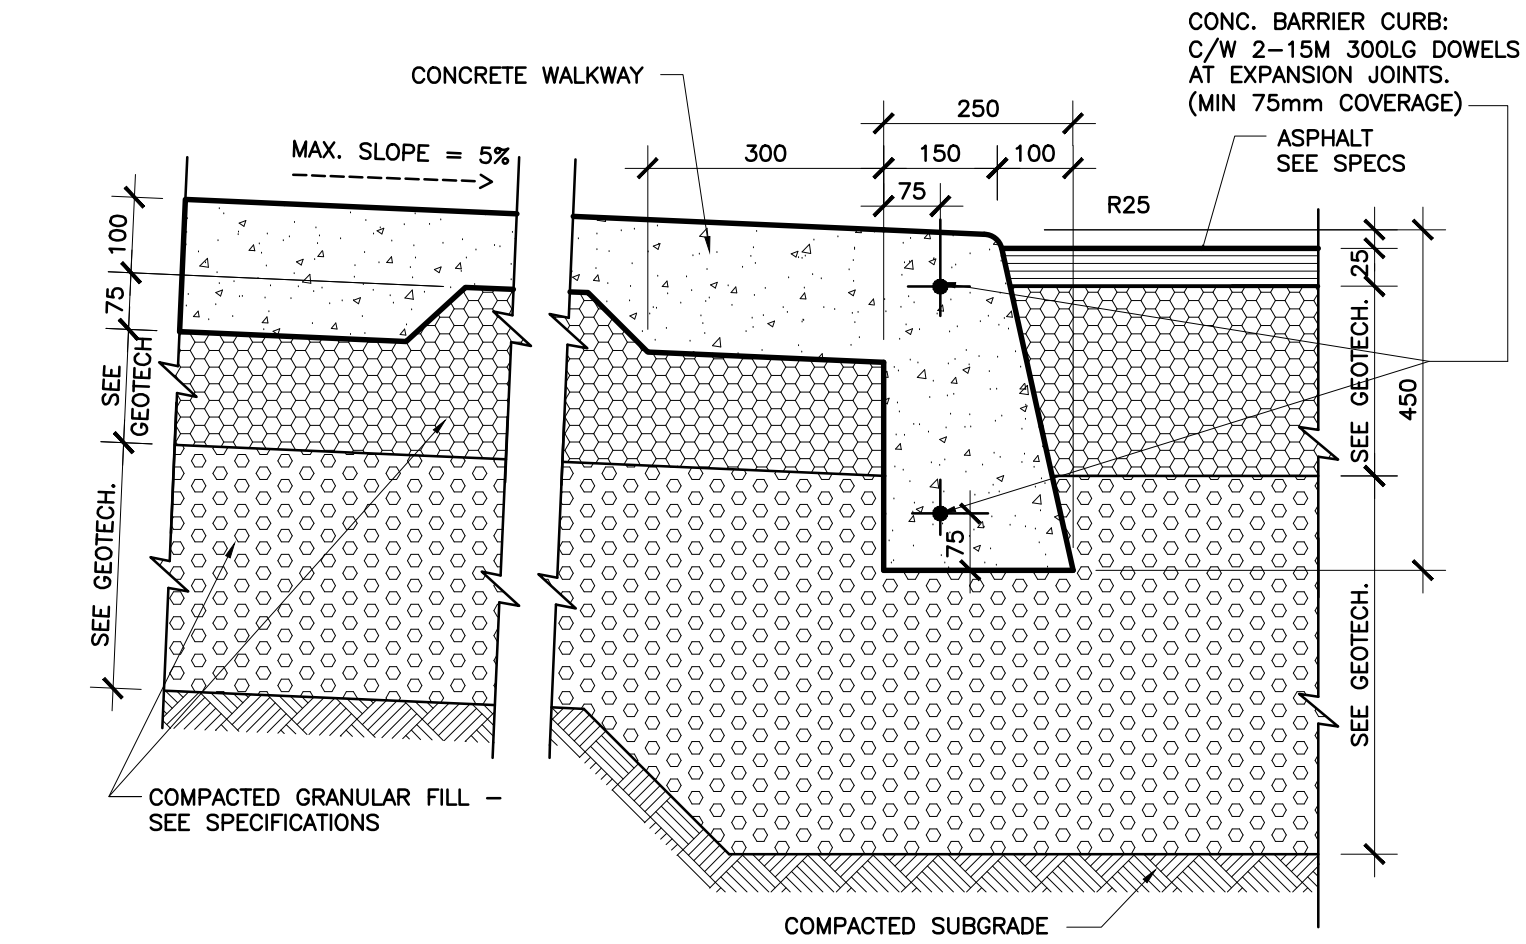 CONC. BARRIER CURB:
C/W 2-15M 300LG DOWELS
AT EXPANSION JOINTS.
(MIN 75mm COVERAGE)
CONCRETE WALKWAY
250
ASPHALT
SEE SPECS
MAX. SLOPE = 5%
300
150
100
75
R25
100
75
SEE
GEOTECH
SEE GEOTECH.
25
SEE GEOTECH.
450
75
SEE GEOTECH.
COMPACTED GRANULAR FILL -
SEE SPECIFICATIONS
COMPACTED SUBGRADE